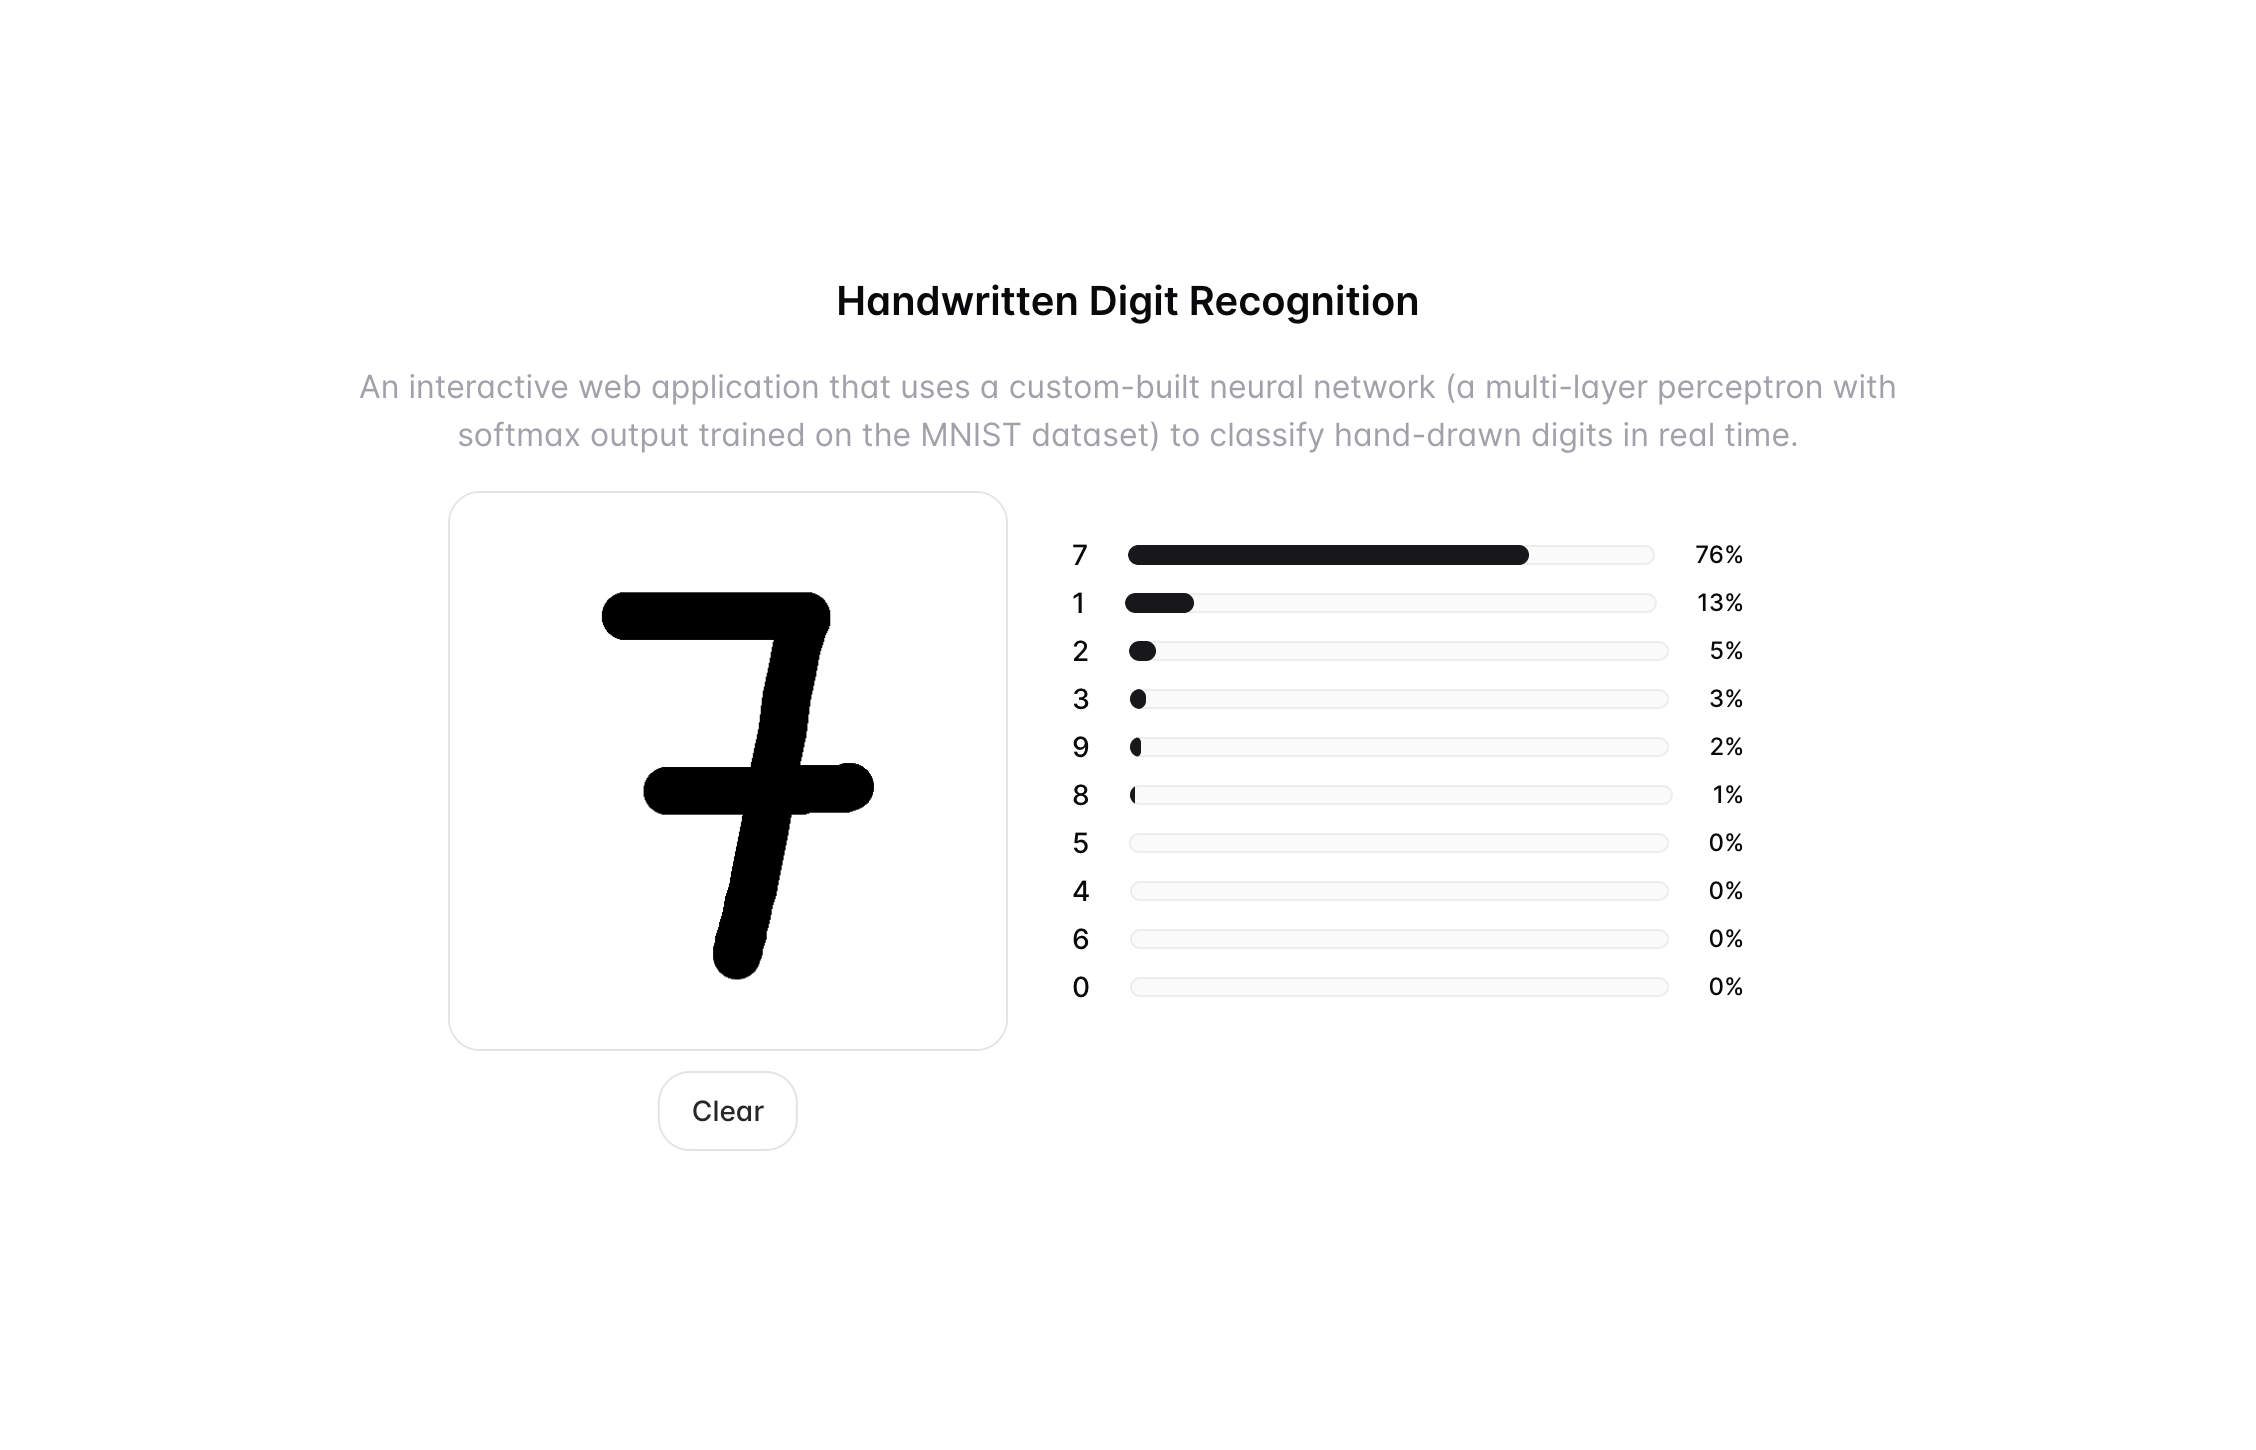 Handwritten Digit Recognition
An interactive web application that uses a custom-built neural network (a multi-layer perceptron with
softmax output trained on the MNIST dataset) to classify hand-drawn digits in real time.
7
7 76%
1 13%
2 5%
3 3%
9 2%
8 1%
5 0%
4 0%
6 0%
0 0%
Clear